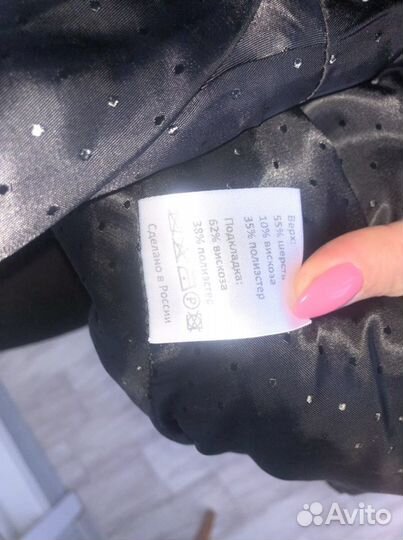 Верх:
55% шерсть
10% вискоза
35% полиэстер
Подкладка:
62% вискоза
38% полиэстер
Сделано в России
Avito